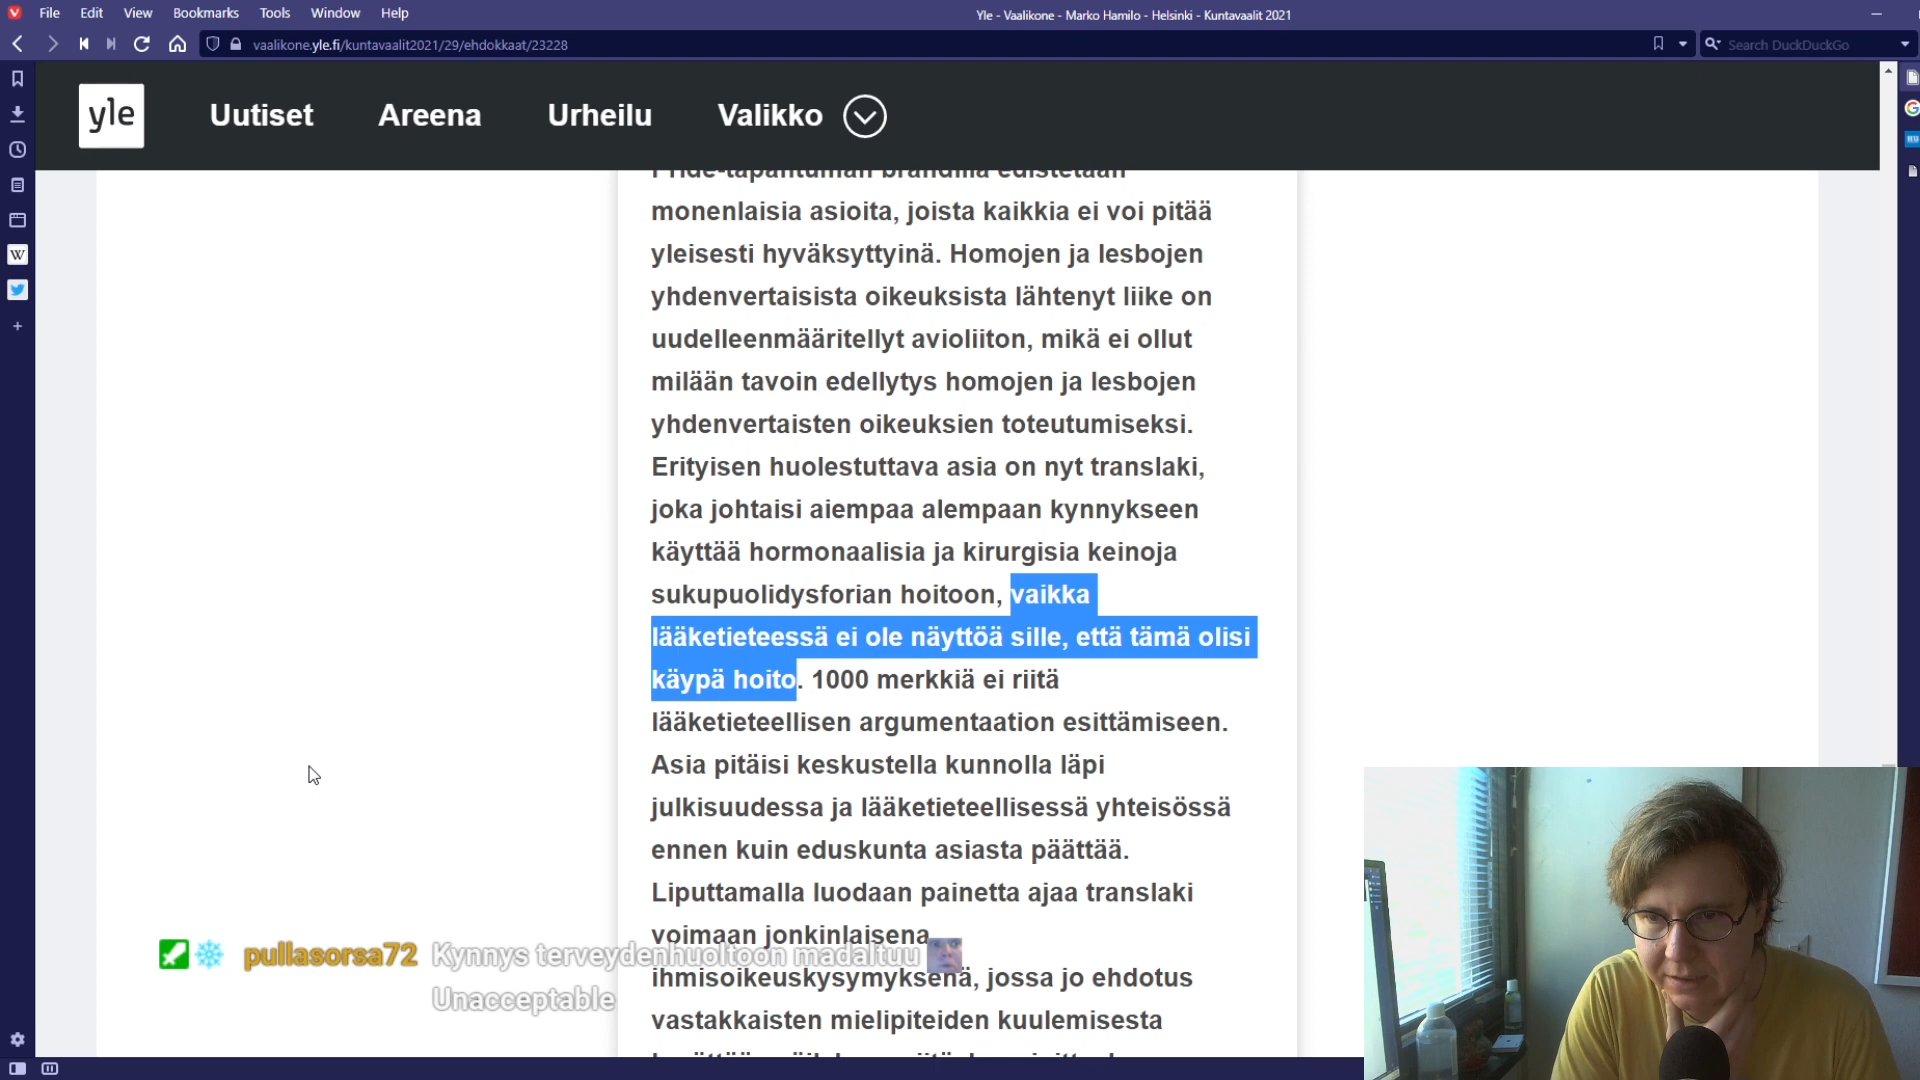 File Edit View Bookmarks Tools Window Help
Yle - Vaalikone - Marko Hamilo - Helsinki - Kuntavaalit 2021
vaalikone.yle.fi/kuntavaalit2021/29/ehdokkaat/23228
Search DuckDuckGo
yle Uutiset Areena Urheilu Valikko
Pride-tapahtuman brändillä edistetään
monenlaisia asioita, joista kaikkia ei voi pitää
yleisesti hyväksyttyinä. Homojen ja lesbojen
yhdenvertaisista oikeuksista lähtenyt liike on
uudelleenmääritellyt avioliiton, mikä ei ollut
milään tavoin edellytys homojen ja lesbojen
yhdenvertaisten oikeuksien toteutumiseksi.
Erityisen huolestuttava asia on nyt translaki,
joka johtaisi aiempaa alempaan kynnykseen
käyttää hormonaalisia ja kirurgisia keinoja
sukupuolidysforian hoitoon, vaikka
lääketieteessä ei ole näyttöä sille, että tämä olisi
käypä hoito. 1000 merkkiä ei riitä
lääketieteellisen argumentaation esittämiseen.
Asia pitäisi keskustella kunnolla läpi
julkisuudessa ja lääketieteellisessä yhteisössä
ennen kuin eduskunta asiasta päättää.
Liputtamalla luodaan painetta ajaa translaki
voimaan jonkinlaisena
ihmisoikeuskysymyksenä, jossa jo ehdotus
vastakkaisten mielipiteiden kuulemisesta
pullasorsa72 Kynnys terveydenhuoltoon madaltuu
Unacceptable
W